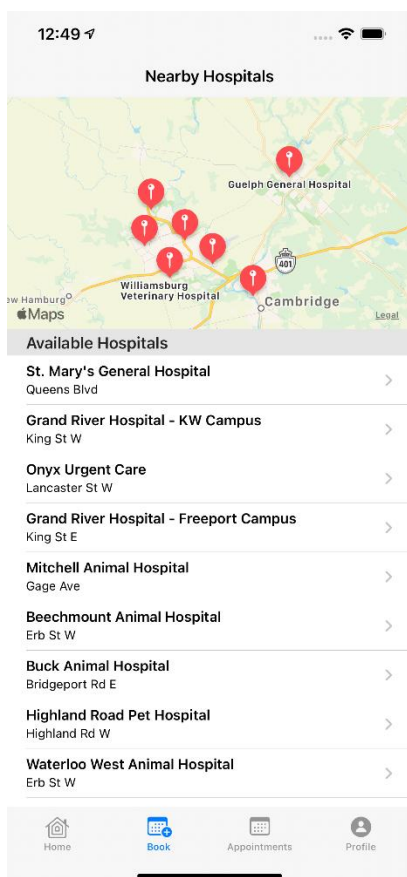 12:49
Nearby Hospitals
Guelph General Hospital
401
Williamsburg
Veterinary Hospital
ew Hamburg
Cambridge
Maps
Legal
Available Hospitals
St. Mary's General Hospital
Queens Blvd
Grand River Hospital - KW Campus
King St W
Onyx Urgent Care
Lancaster St W
Grand River Hospital - Freeport Campus
King St E
Mitchell Animal Hospital
Gage Ave
Beechmount Animal Hospital
Erb St W
Buck Animal Hospital
Bridgeport Rd E
Highland Road Pet Hospital
Highland Rd W
Waterloo West Animal Hospital
Erb St W
Home
Book
Appointments
Profile